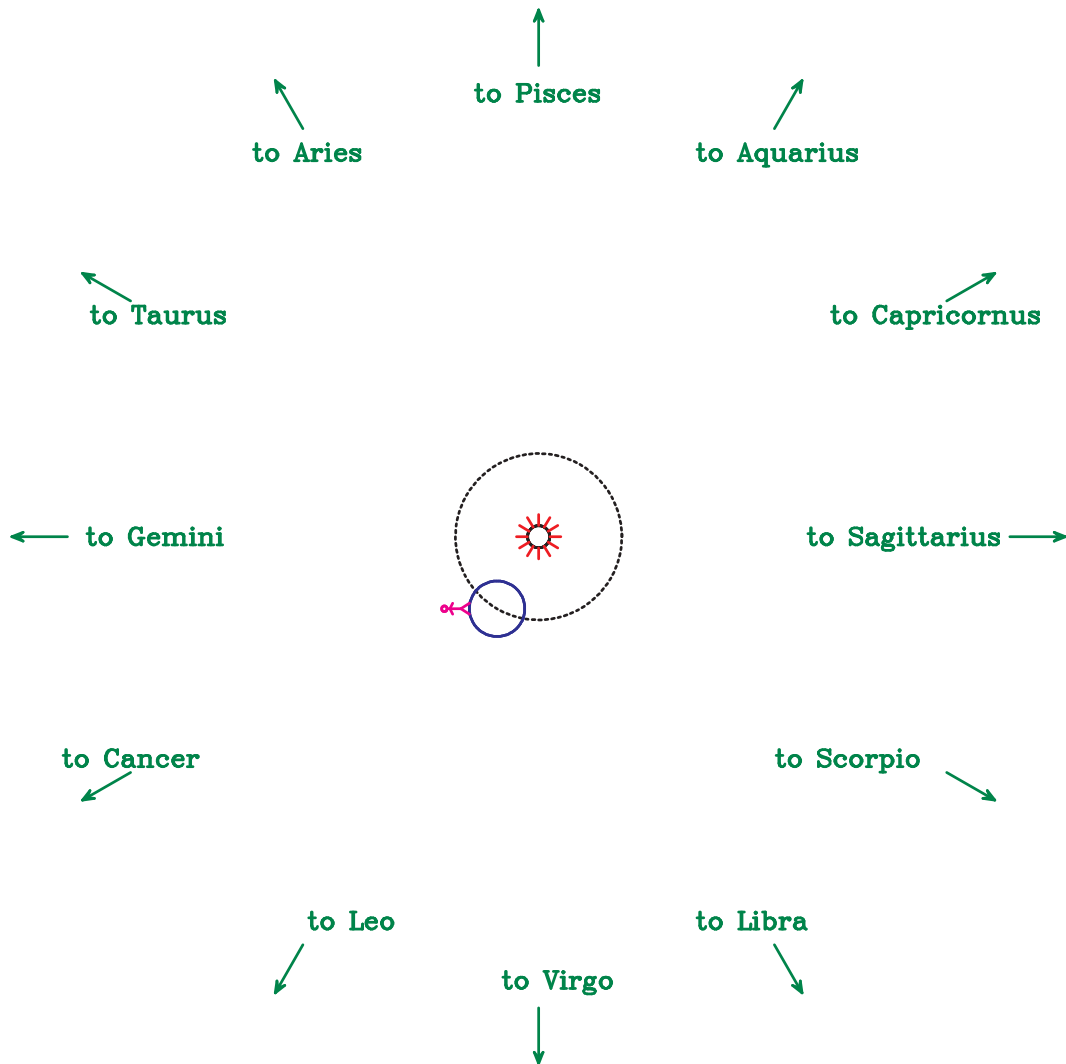 to Pisces
to Aries
to Aquarius
to Taurus
to Capricornus
to Gemini
to Sagittarius
to Cancer
to Scorpio
to Leo
to Libra
to Virgo